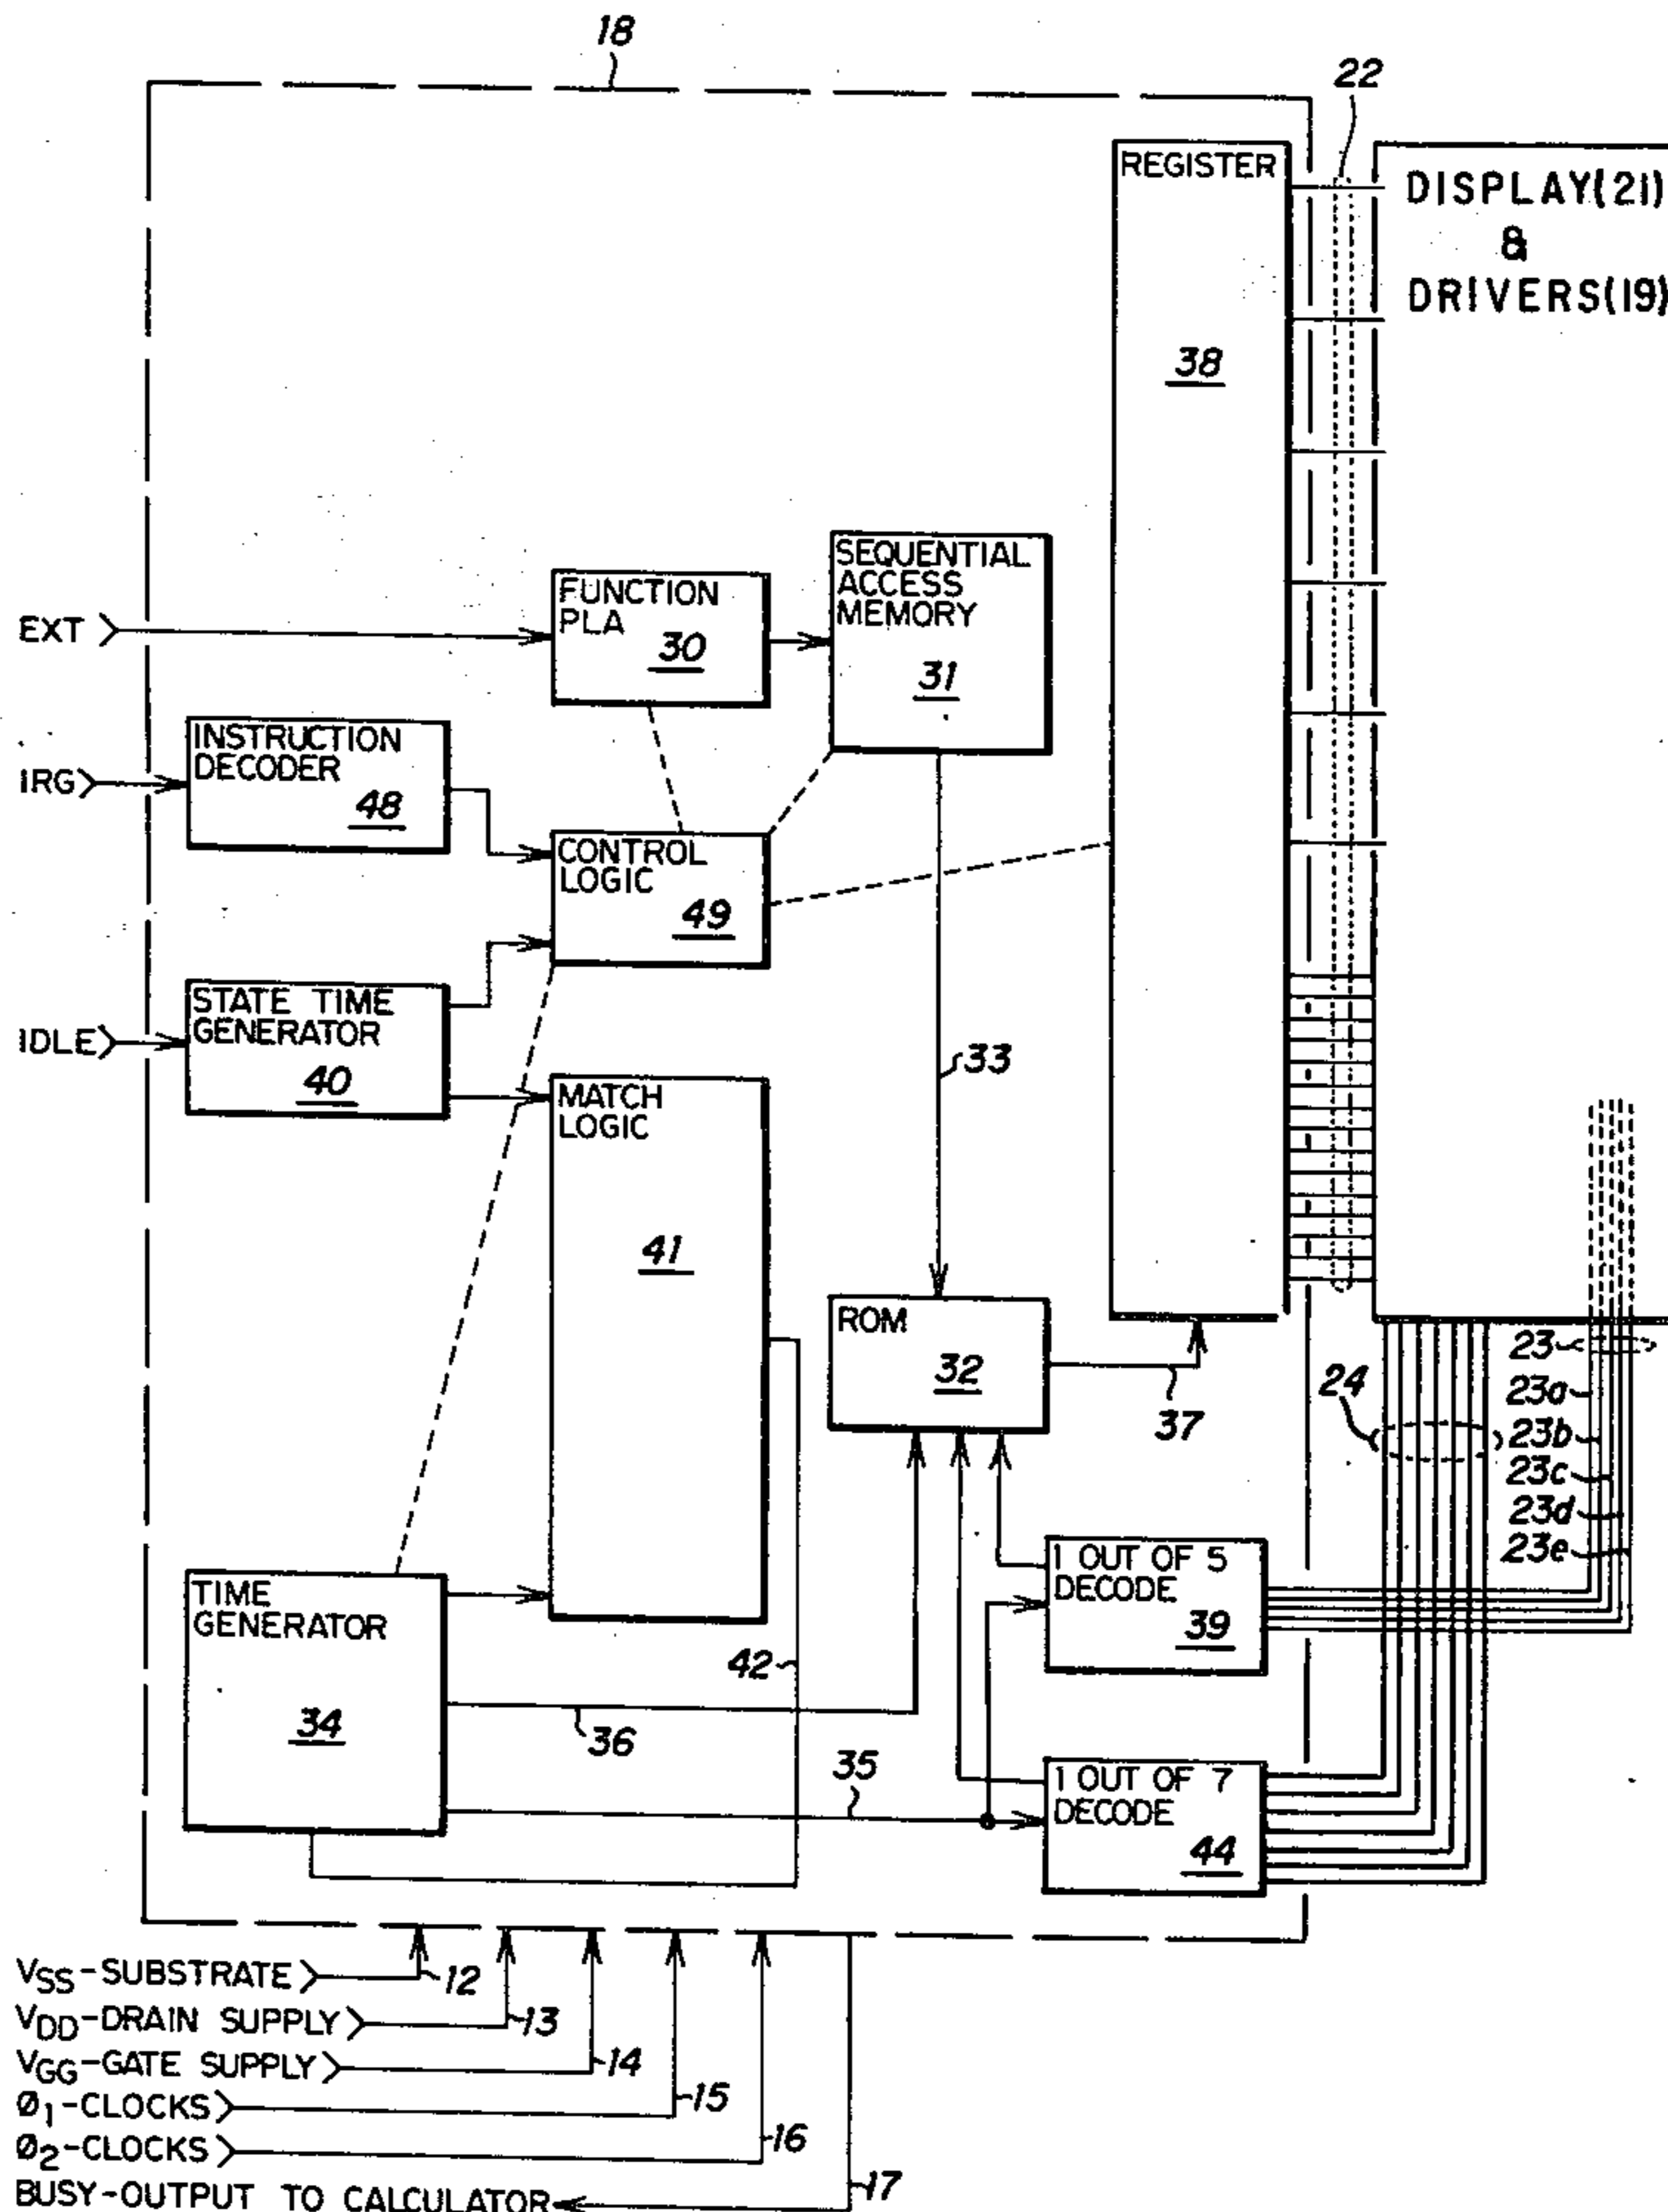 18
22
REGISTER
38
DISPLAY(21)
&
DRIVERS(19)
EXT
FUNCTION
PLA
30
SEQUENTIAL
ACCESS
MEMORY
31
IRG
INSTRUCTION
DECODER
48
CONTROL
LOGIC
49
IDLE
STATE TIME
GENERATOR
40
33
MATCH
LOGIC
41
ROM
32
37
23
23a
24
23b
23c
23d
23e
1 OUT OF 5
DECODE
39
TIME
GENERATOR
34
42
36
35
1 OUT OF 7
DECODE
44
VSS-SUBSTRATE
12
VDD-DRAIN SUPPLY
13
VGG-GATE SUPPLY
14
Ø1-CLOCKS
15
Ø2-CLOCKS
16
BUSY-OUTPUT TO CALCULATOR
17